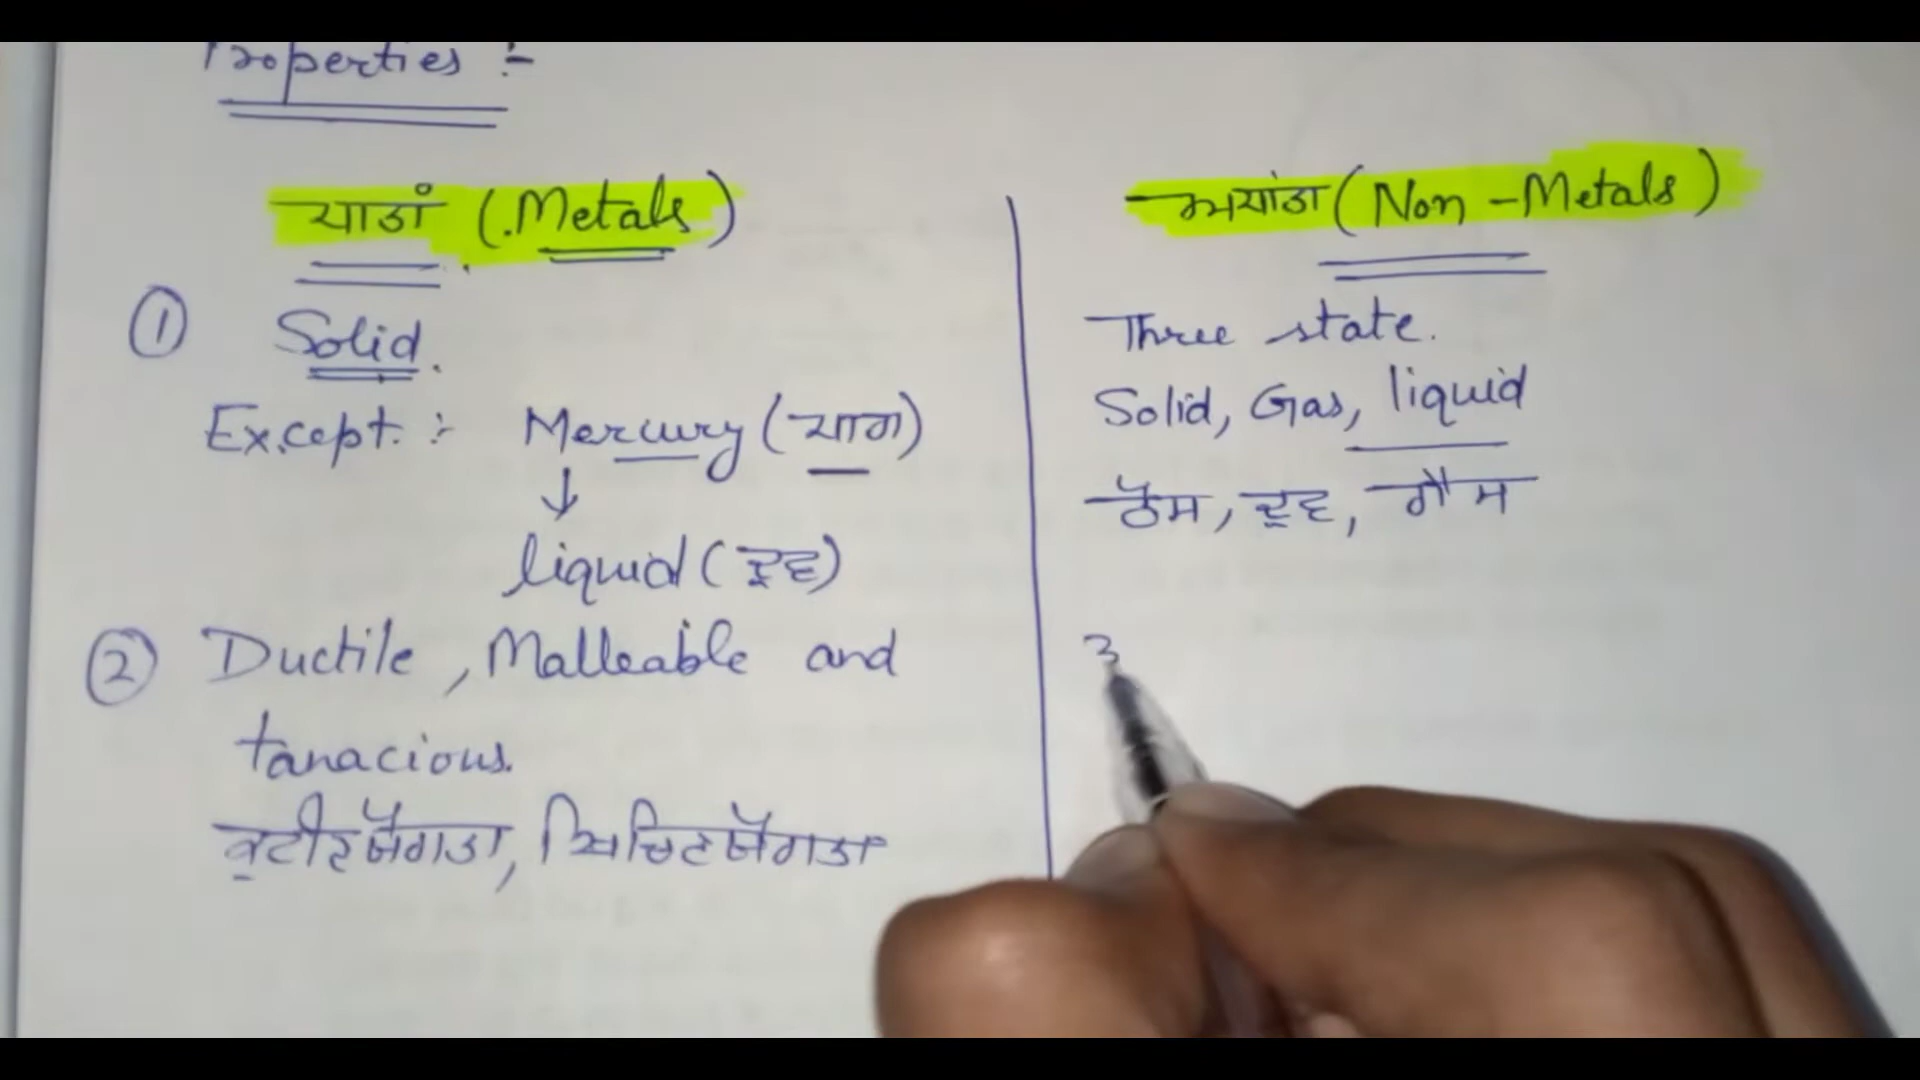 Properties :-
ਧਾਤਾਂ (Metals)
ਅਧਾਂਤਾ (Non-Metals)
① Solid.
Except :- Mercury (ਪਾਰਾ)
↓
liquid (ਦ੍ਰਵ)
② Ductile, Malleable and
tanacious.
ਕੁਟੀਣਯੋਗਤਾ, ਖਿਚਿਣਯੋਗਤਾ
Three state.
Solid, Gas, liquid
ਠੋਸ, ਦ੍ਰਵ, ਗੈਸ